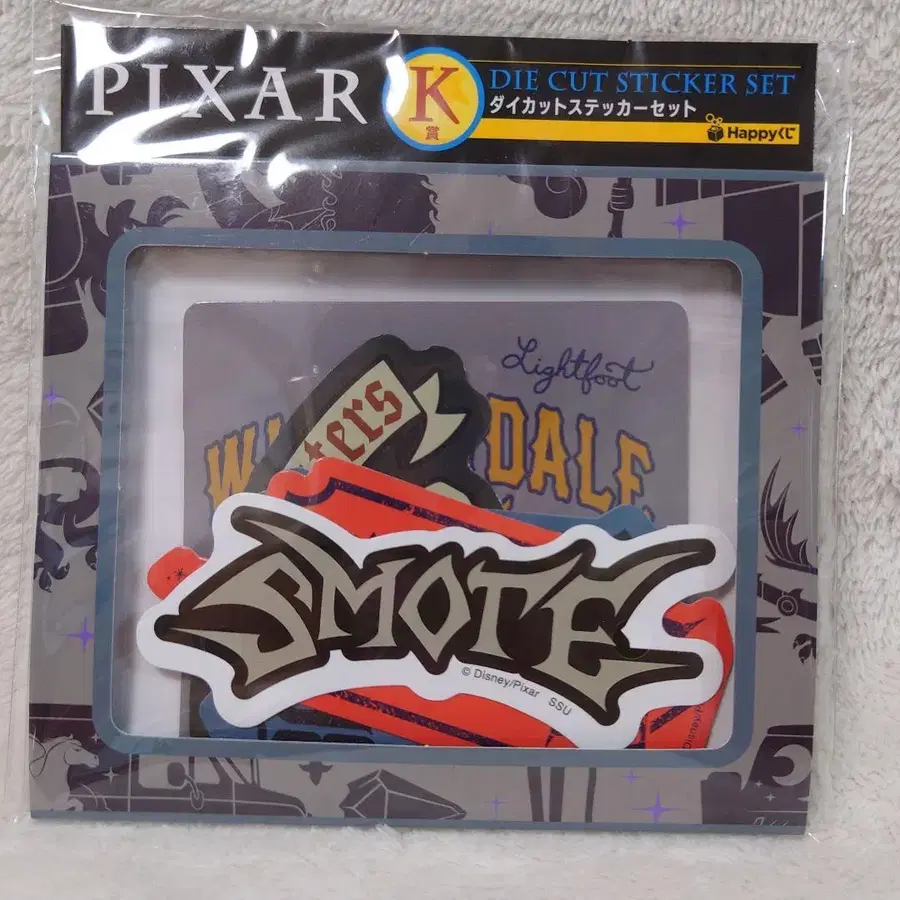 PIXAR
K
賞
DIE CUT STICKER SET
ダイカットステッカーセット
Happyくじ
Lightfoot
DALE
SMOTE
© Disney/Pixar SSU
Disney/P